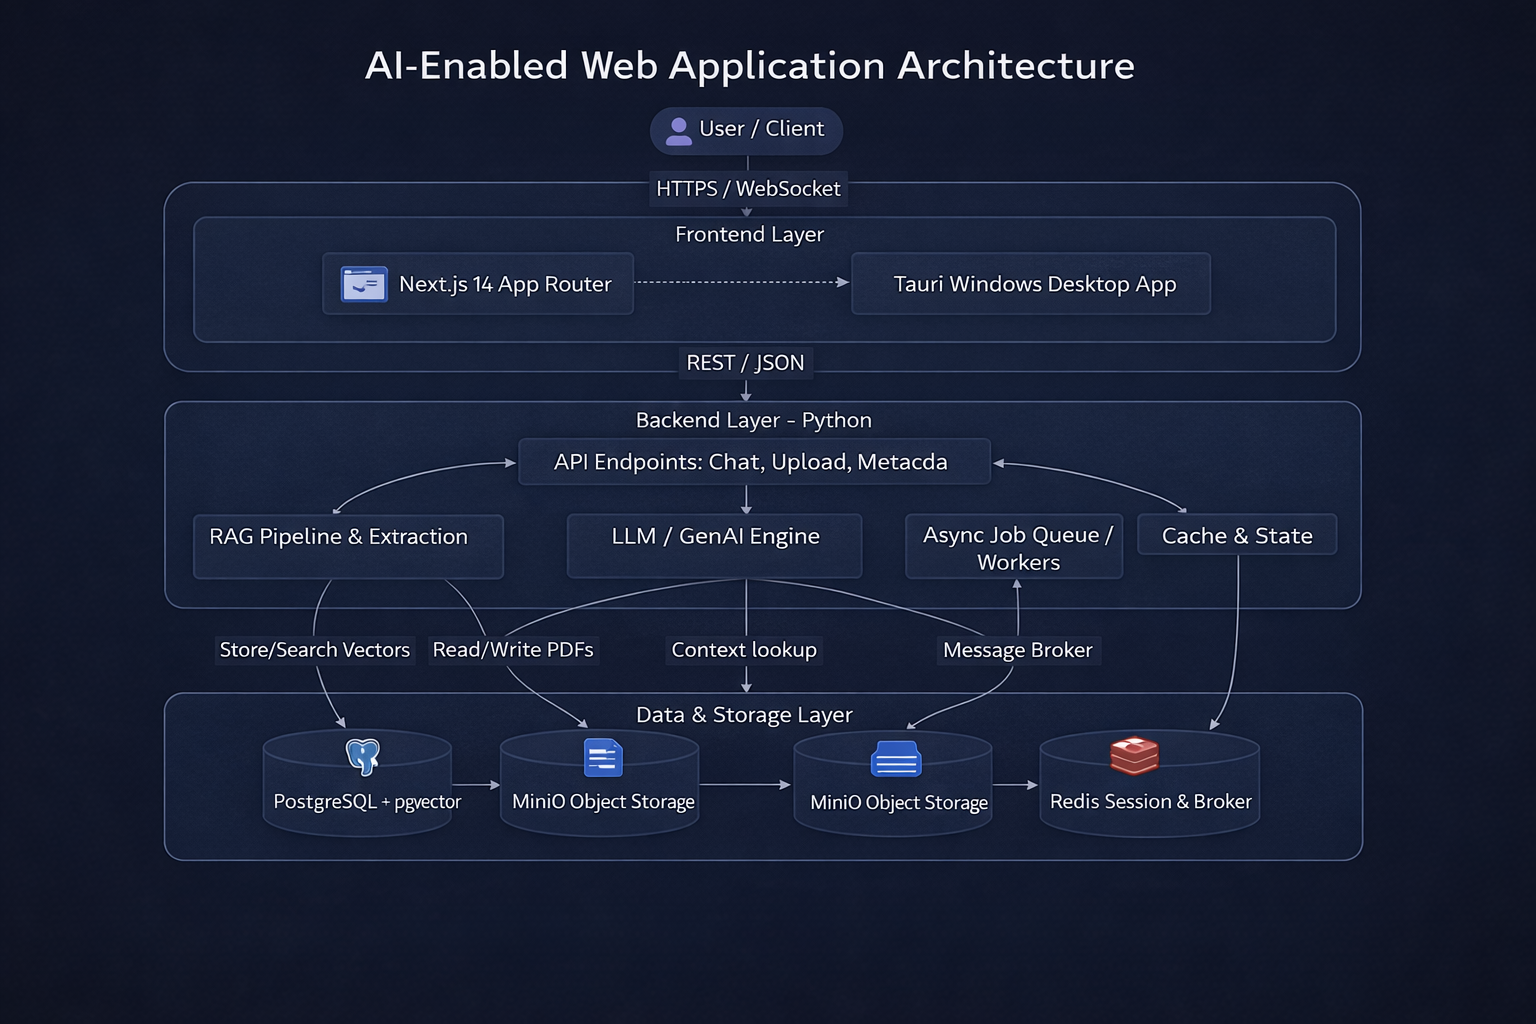 AI-Enabled Web Application Architecture
User / Client
HTTPS / WebSocket
Frontend Layer
Next.js 14 App Router
Tauri Windows Desktop App
REST / JSON
Backend Layer - Python
API Endpoints: Chat, Upload, Metacda
RAG Pipeline & Extraction
LLM / GenAI Engine
Async Job Queue /
Workers
Cache & State
Store/Search Vectors
Read/Write PDFs
Context lookup
Message Broker
Data & Storage Layer
PostgreSQL + pgvector
MiniO Object Storage
MiniO Object Storage
Redis Session & Broker